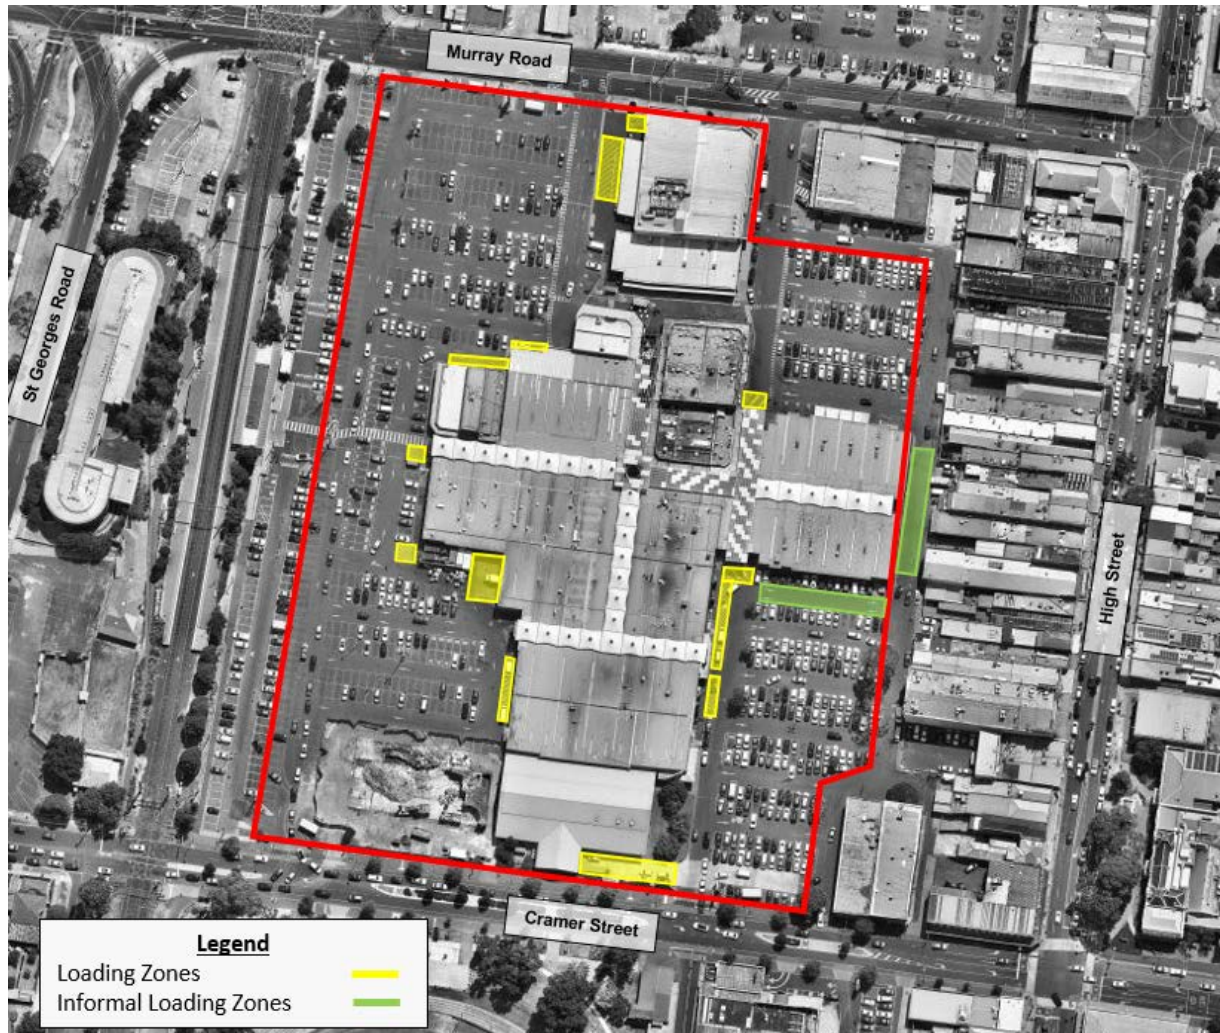 Murray Road
St Georges Road
High Street
Cramer Street
Legend
Loading Zones
Informal Loading Zones